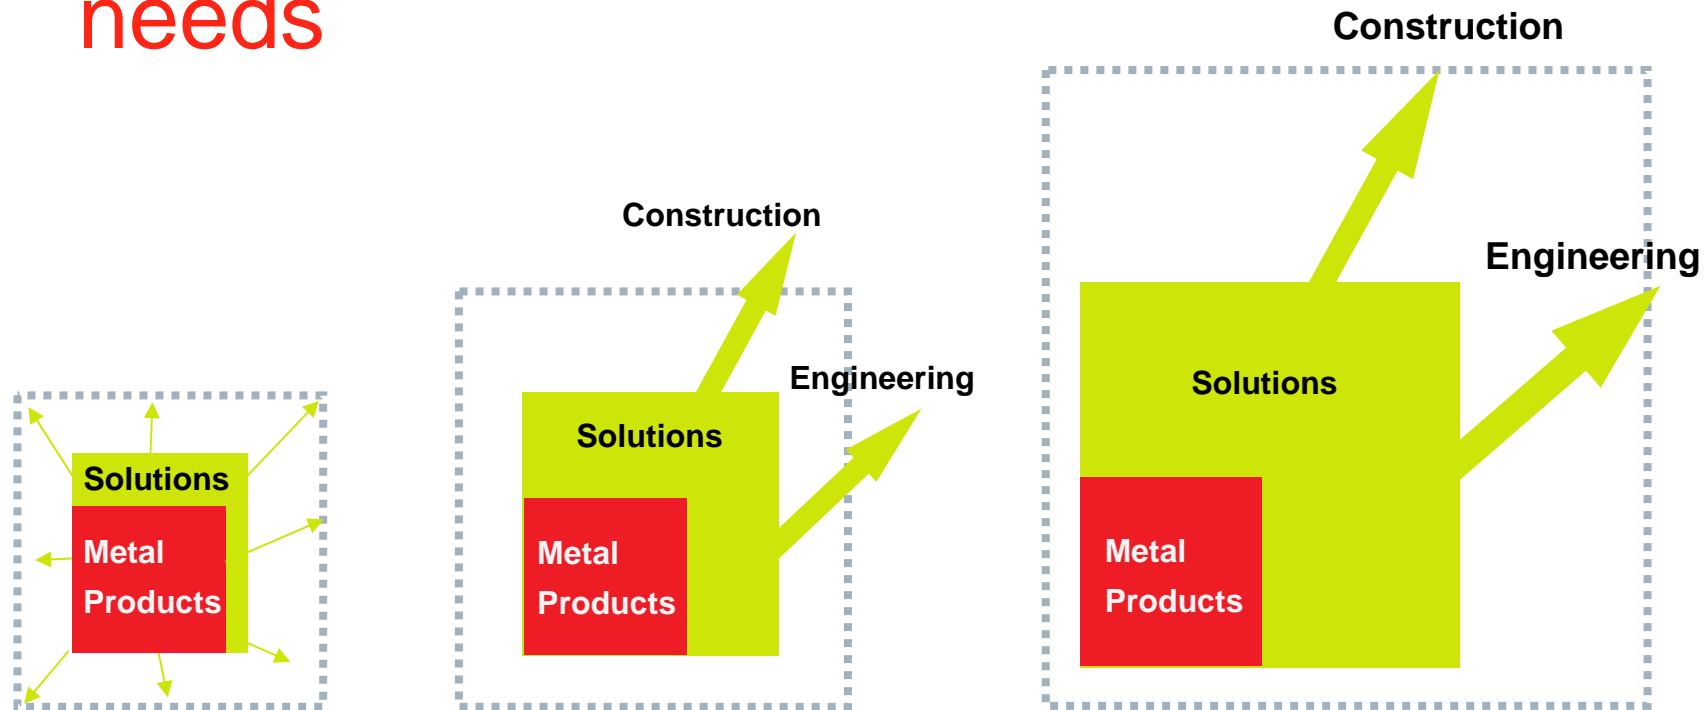 needs
Solutions
Metal
Products
Construction
Engineering
Solutions
Metal
Products
Construction
Engineering
Solutions
Metal
Products